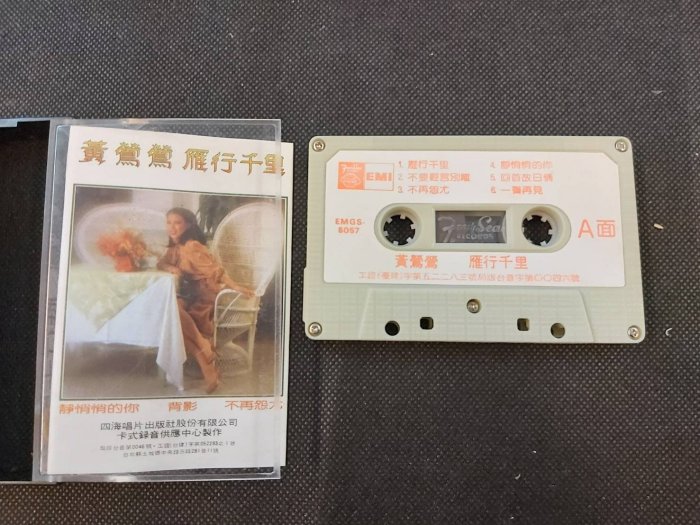 黃鶯鶯 雁行千里
靜悄悄的你 背影 不再怨尤
四海唱片出版社股份有限公司
卡式錄音供應中心製作
EMI
1. 雁行千里
2. 不要輕言別離
3. 不再怨尤
4. 靜悄悄的你
5. 回首故日情
6. 一聲再見
EMGS-
6067
A面
黃鶯鶯 雁行千里